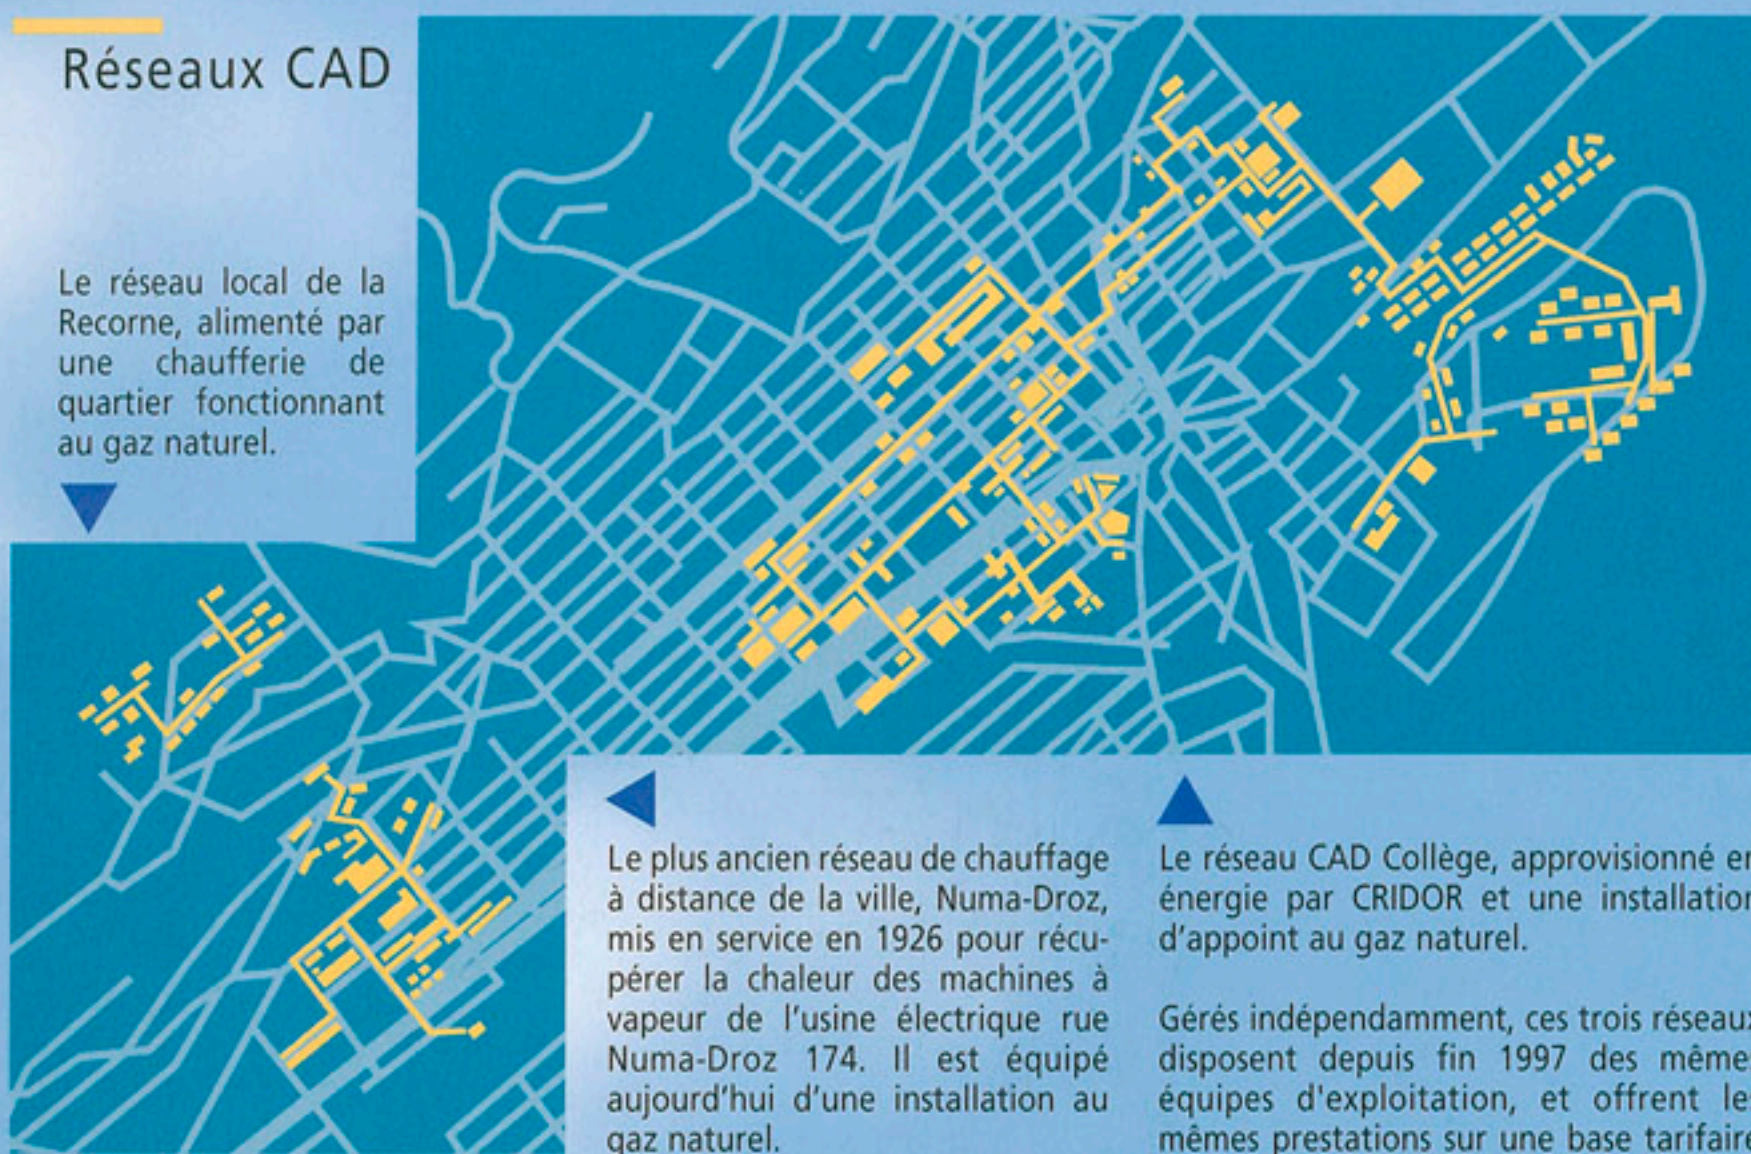 Réseaux CAD
Le réseau local de la
Recorne, alimenté par
une chaufferie de
quartier fonctionnant
au gaz naturel.
Le plus ancien réseau de chauffage
à distance de la ville, Numa-Droz,
mis en service en 1926 pour récu-
pérer la chaleur des machines à
vapeur de l'usine électrique rue
Numa-Droz 174. Il est équipé
aujourd'hui d'une installation au
gaz naturel.
Le réseau CAD Collège, approvisionné en
énergie par CRIDOR et une installation
d'appoint au gaz naturel.
Gérés indépendamment, ces trois réseaux
disposent depuis fin 1997 des même
équipes d'exploitation, et offrent le
mêmes prestations sur une base tarifaire